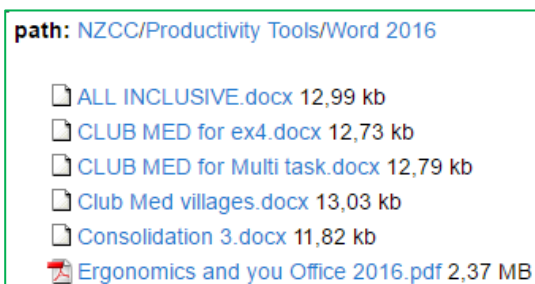 path: NZCC/Productivity Tools/Word 2016
ALL INCLUSIVE.docx 12,99 kb
CLUB MED for ex4.docx 12,73 kb
CLUB MED for Multi task.docx 12,79 kb
Club Med villages.docx 13,03 kb
Consolidation 3.docx 11,82 kb
Ergonomics and you Office 2016.pdf 2,37 MB